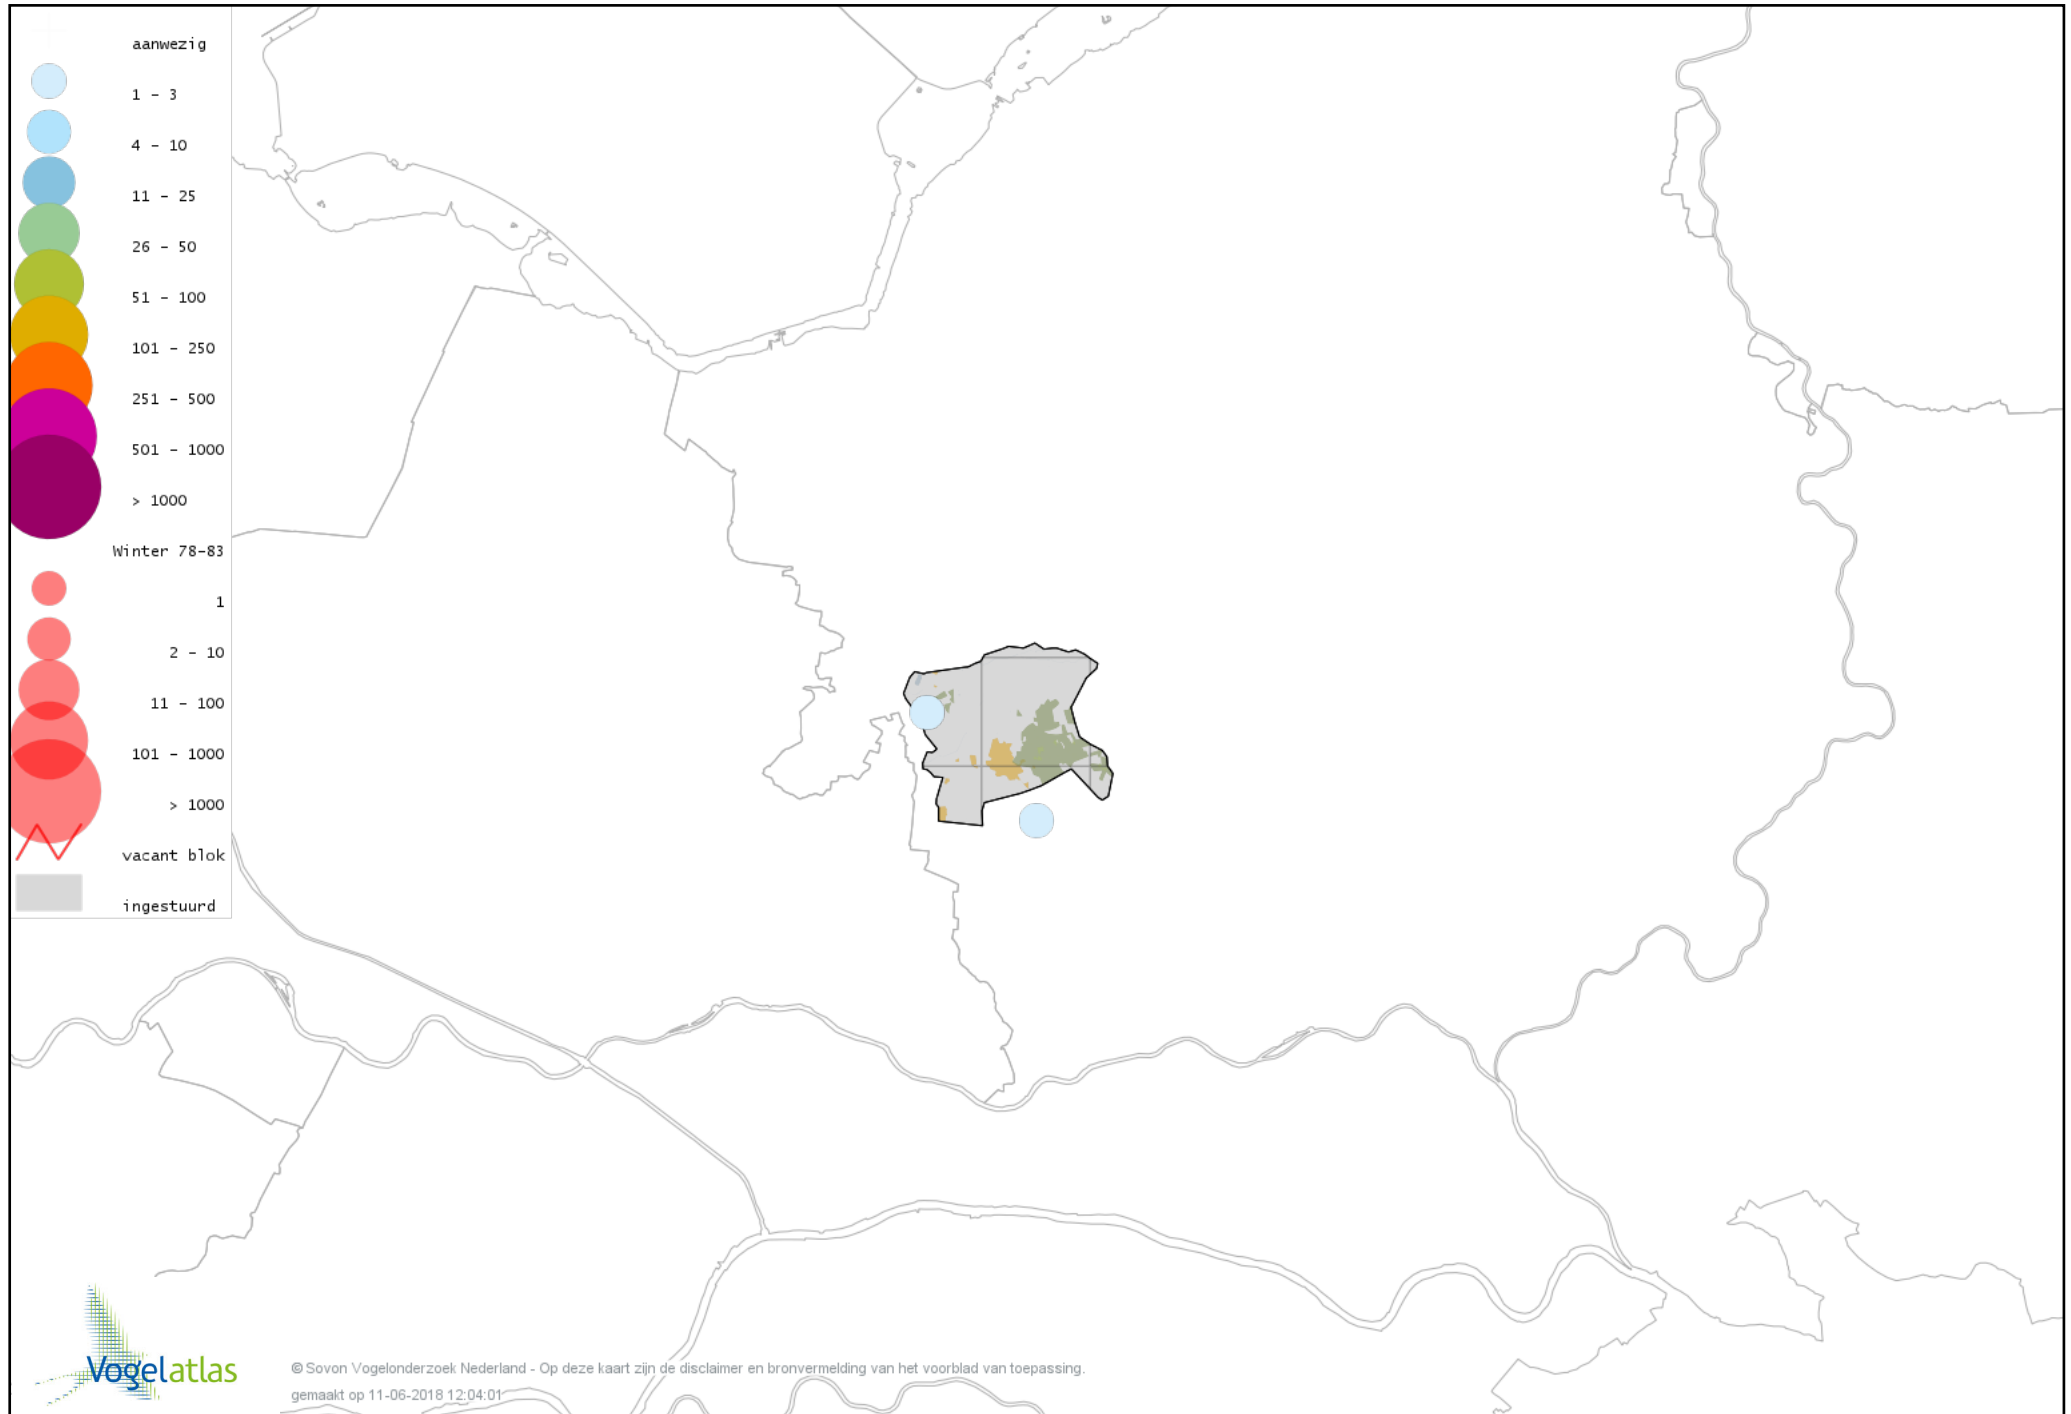 aanwezig
1 - 3
4 - 10
11 - 25
26 - 50
51 - 100
101 - 250
251 - 500
501 - 1000
> 1000
Winter 78-83
1
2 - 10
11 - 100
101 - 1000
> 1000
vacant blok
ingestuurd
Vogelatlas
© Sovon Vogelonderzoek Nederland - Op deze kaart zijn de disclaimer en bronvermelding van het voorblad van toepassing.
gemaakt op 11-06-2018 12:04:01